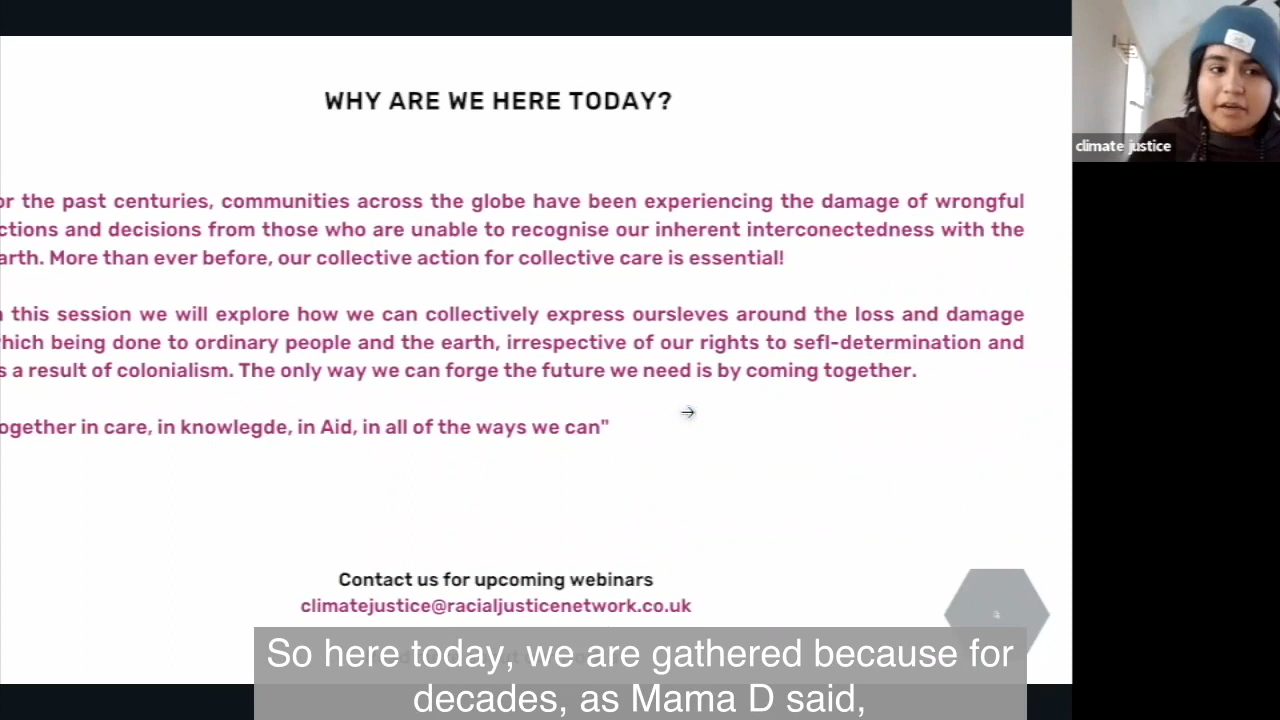 WHY ARE WE HERE TODAY?
climate justice
or the past centuries, communities across the globe have been experiencing the damage of wrongful
ctions and decisions from those who are unable to recognise our inherent interconectedness with the
arth. More than ever before, our collective action for collective care is essential!
this session we will explore how we can collectively express oursleves around the loss and damage
hich being done to ordinary people and the earth, irrespective of our rights to sefl-determination and
s a result of colonialism. The only way we can forge the future we need is by coming together.
ogether in care, in knowlegde, in Aid, in all of the ways we can"
Contact us for upcoming webinars
climatejustice@racialjusticenetwork.co.uk
So here today, we are gathered because for
decades, as Mama D said,